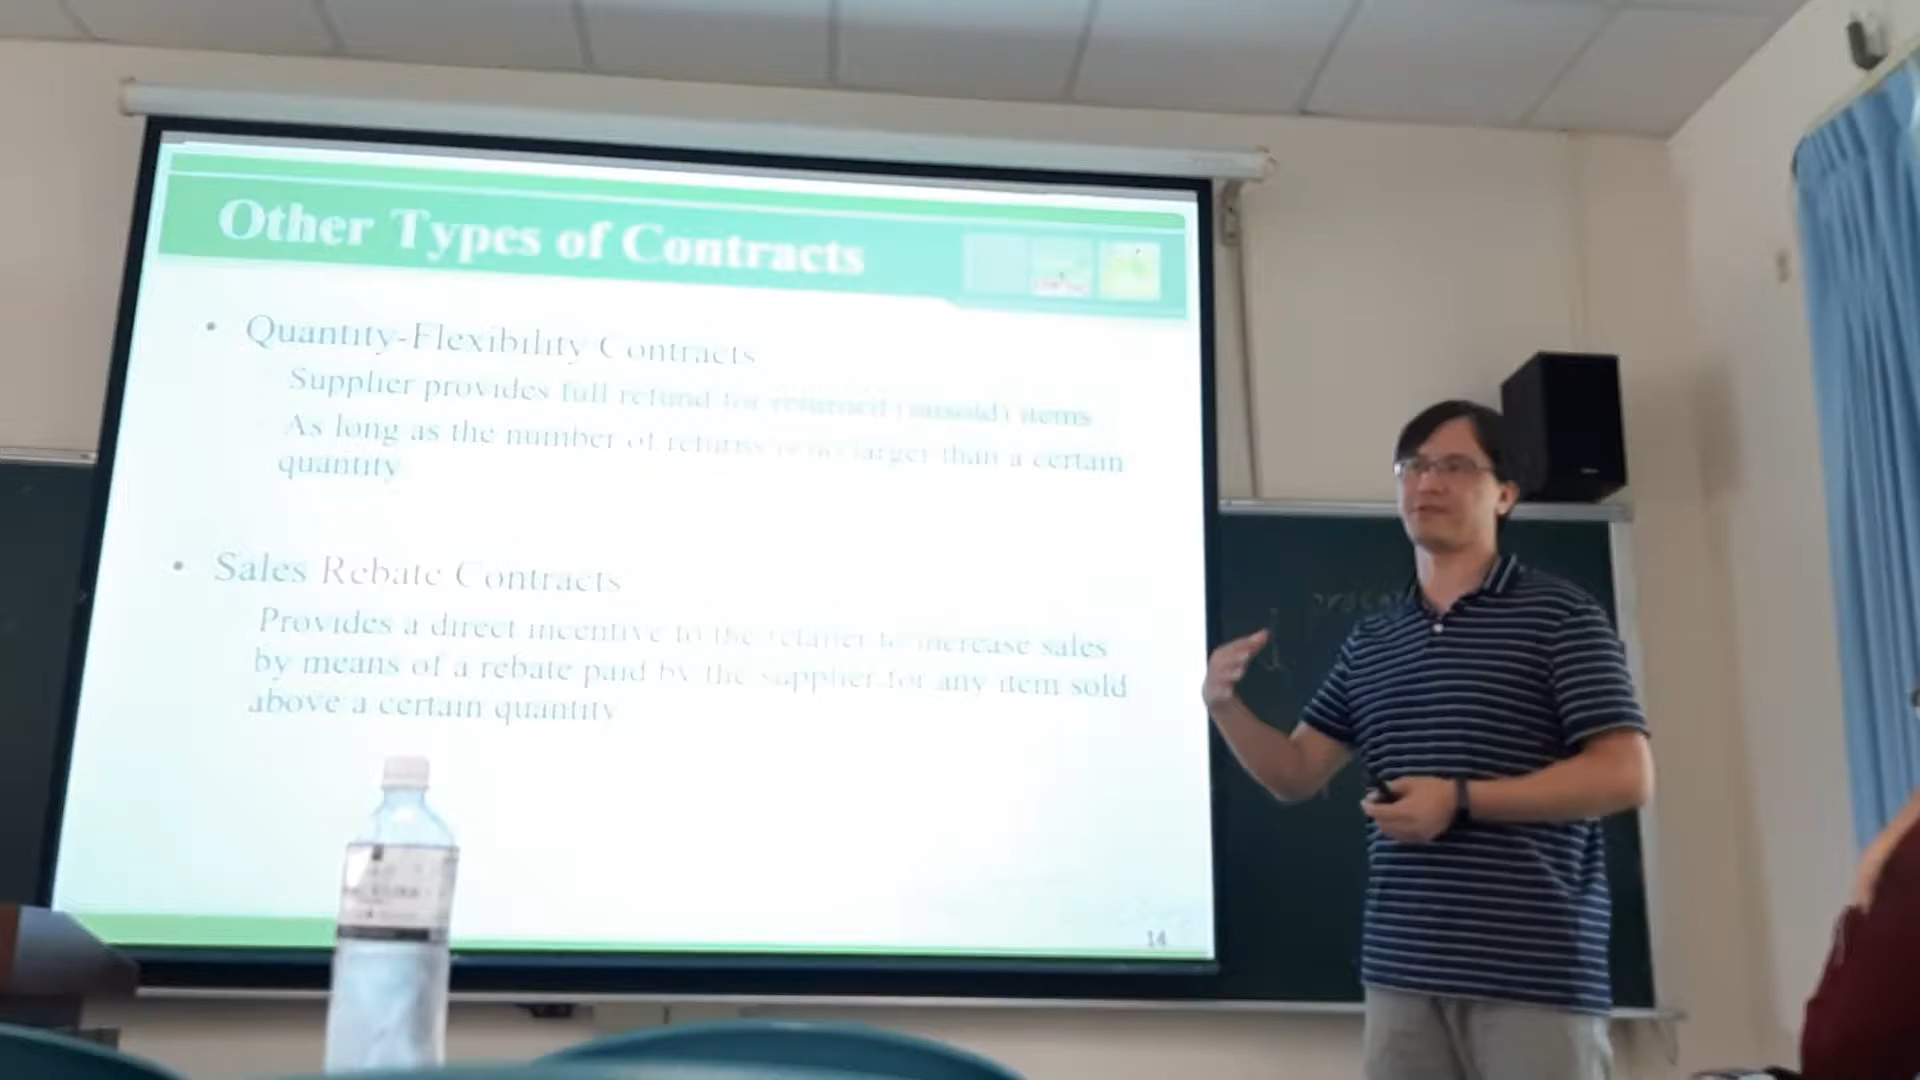 Other Types of Contracts
• Quantity-Flexibility Contracts
Supplier provides full refund for returned (unsold) items
As long as the number of returns is no larger than a certain
quantity
• Sales Rebate Contracts
Provides a direct incentive to the retailer to increase sales
by means of a rebate paid by the supplier for any item sold
above a certain quantity
14